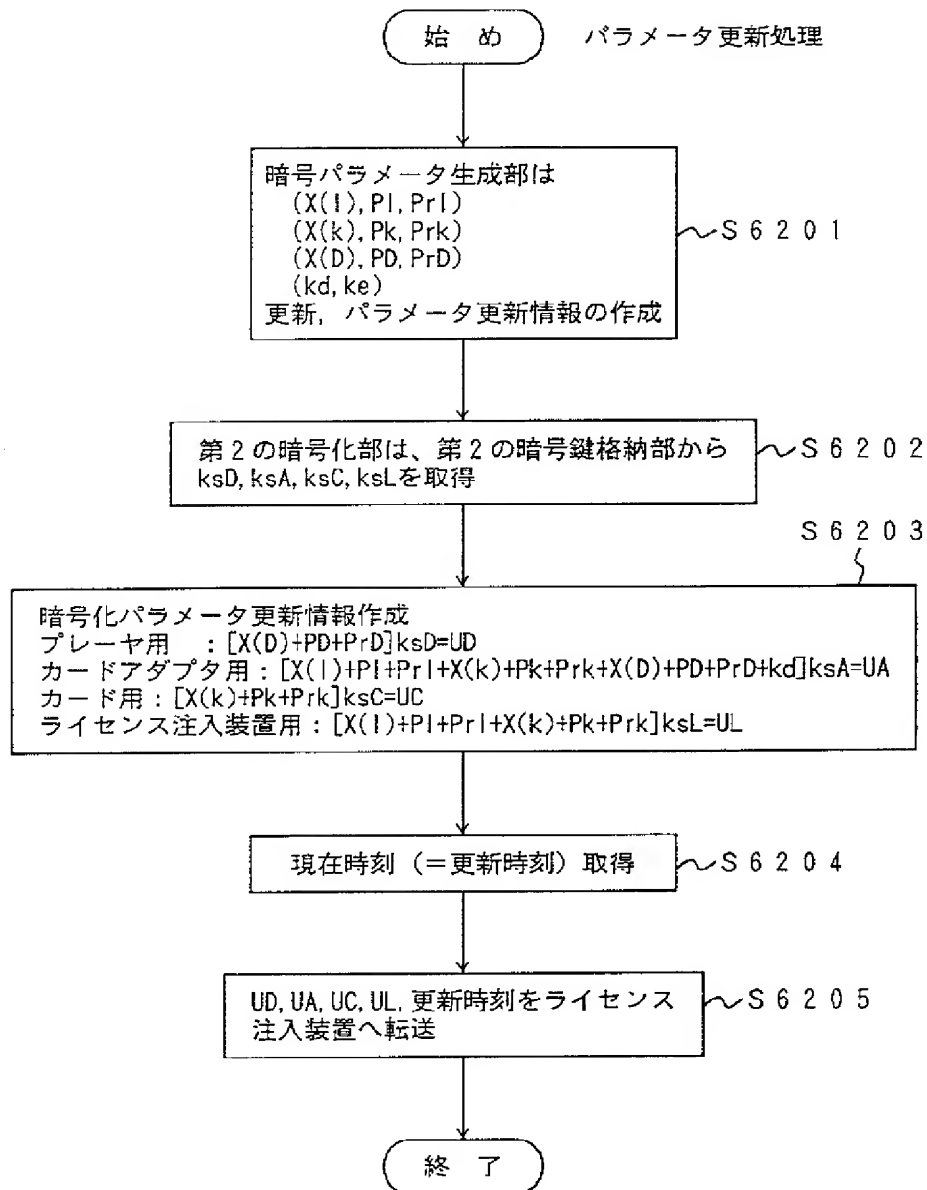 始 め
パラメータ更新処理
暗号パラメータ生成部は
(X(l), Pl, Prl)
(X(k), Pk, Prk)
(X(D), PD, PrD)
(kd, ke)
更新, パラメータ更新情報の作成
S6201
第2の暗号化部は、第2の暗号鍵格納部から
ksD, ksA, ksC, ksLを取得
S6202
S6203
暗号化パラメータ更新情報作成
プレーヤ用 : [X(D)+PD+PrD]ksD=UD
カードアダプタ用 : [X(l)+Pl+Prl+X(k)+Pk+Prk+X(D)+PD+PrD+kd]ksA=UA
カード用 : [X(k)+Pk+Prk]ksC=UC
ライセンス注入装置用 : [X(l)+Pl+Prl+X(k)+Pk+Prk]ksL=UL
現在時刻 (=更新時刻) 取得
S6204
UD, UA, UC, UL, 更新時刻をライセンス
注入装置へ転送
S6205
終 了